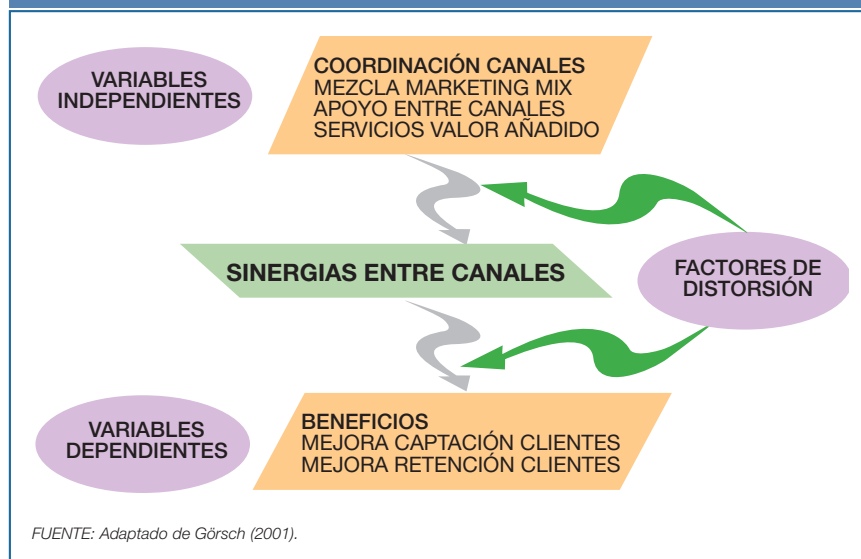 VARIABLES
INDEPENDIENTES
COORDINACIÓN CANALES
MEZCLA MARKETING MIX
APOYO ENTRE CANALES
SERVICIOS VALOR AÑADIDO
SINERGIAS ENTRE CANALES
FACTORES DE
DISTORSIÓN
VARIABLES
DEPENDIENTES
BENEFICIOS
MEJORA CAPTACIÓN CLIENTES
MEJORA RETENCIÓN CLIENTES
FUENTE: Adaptado de Görsch (2001).